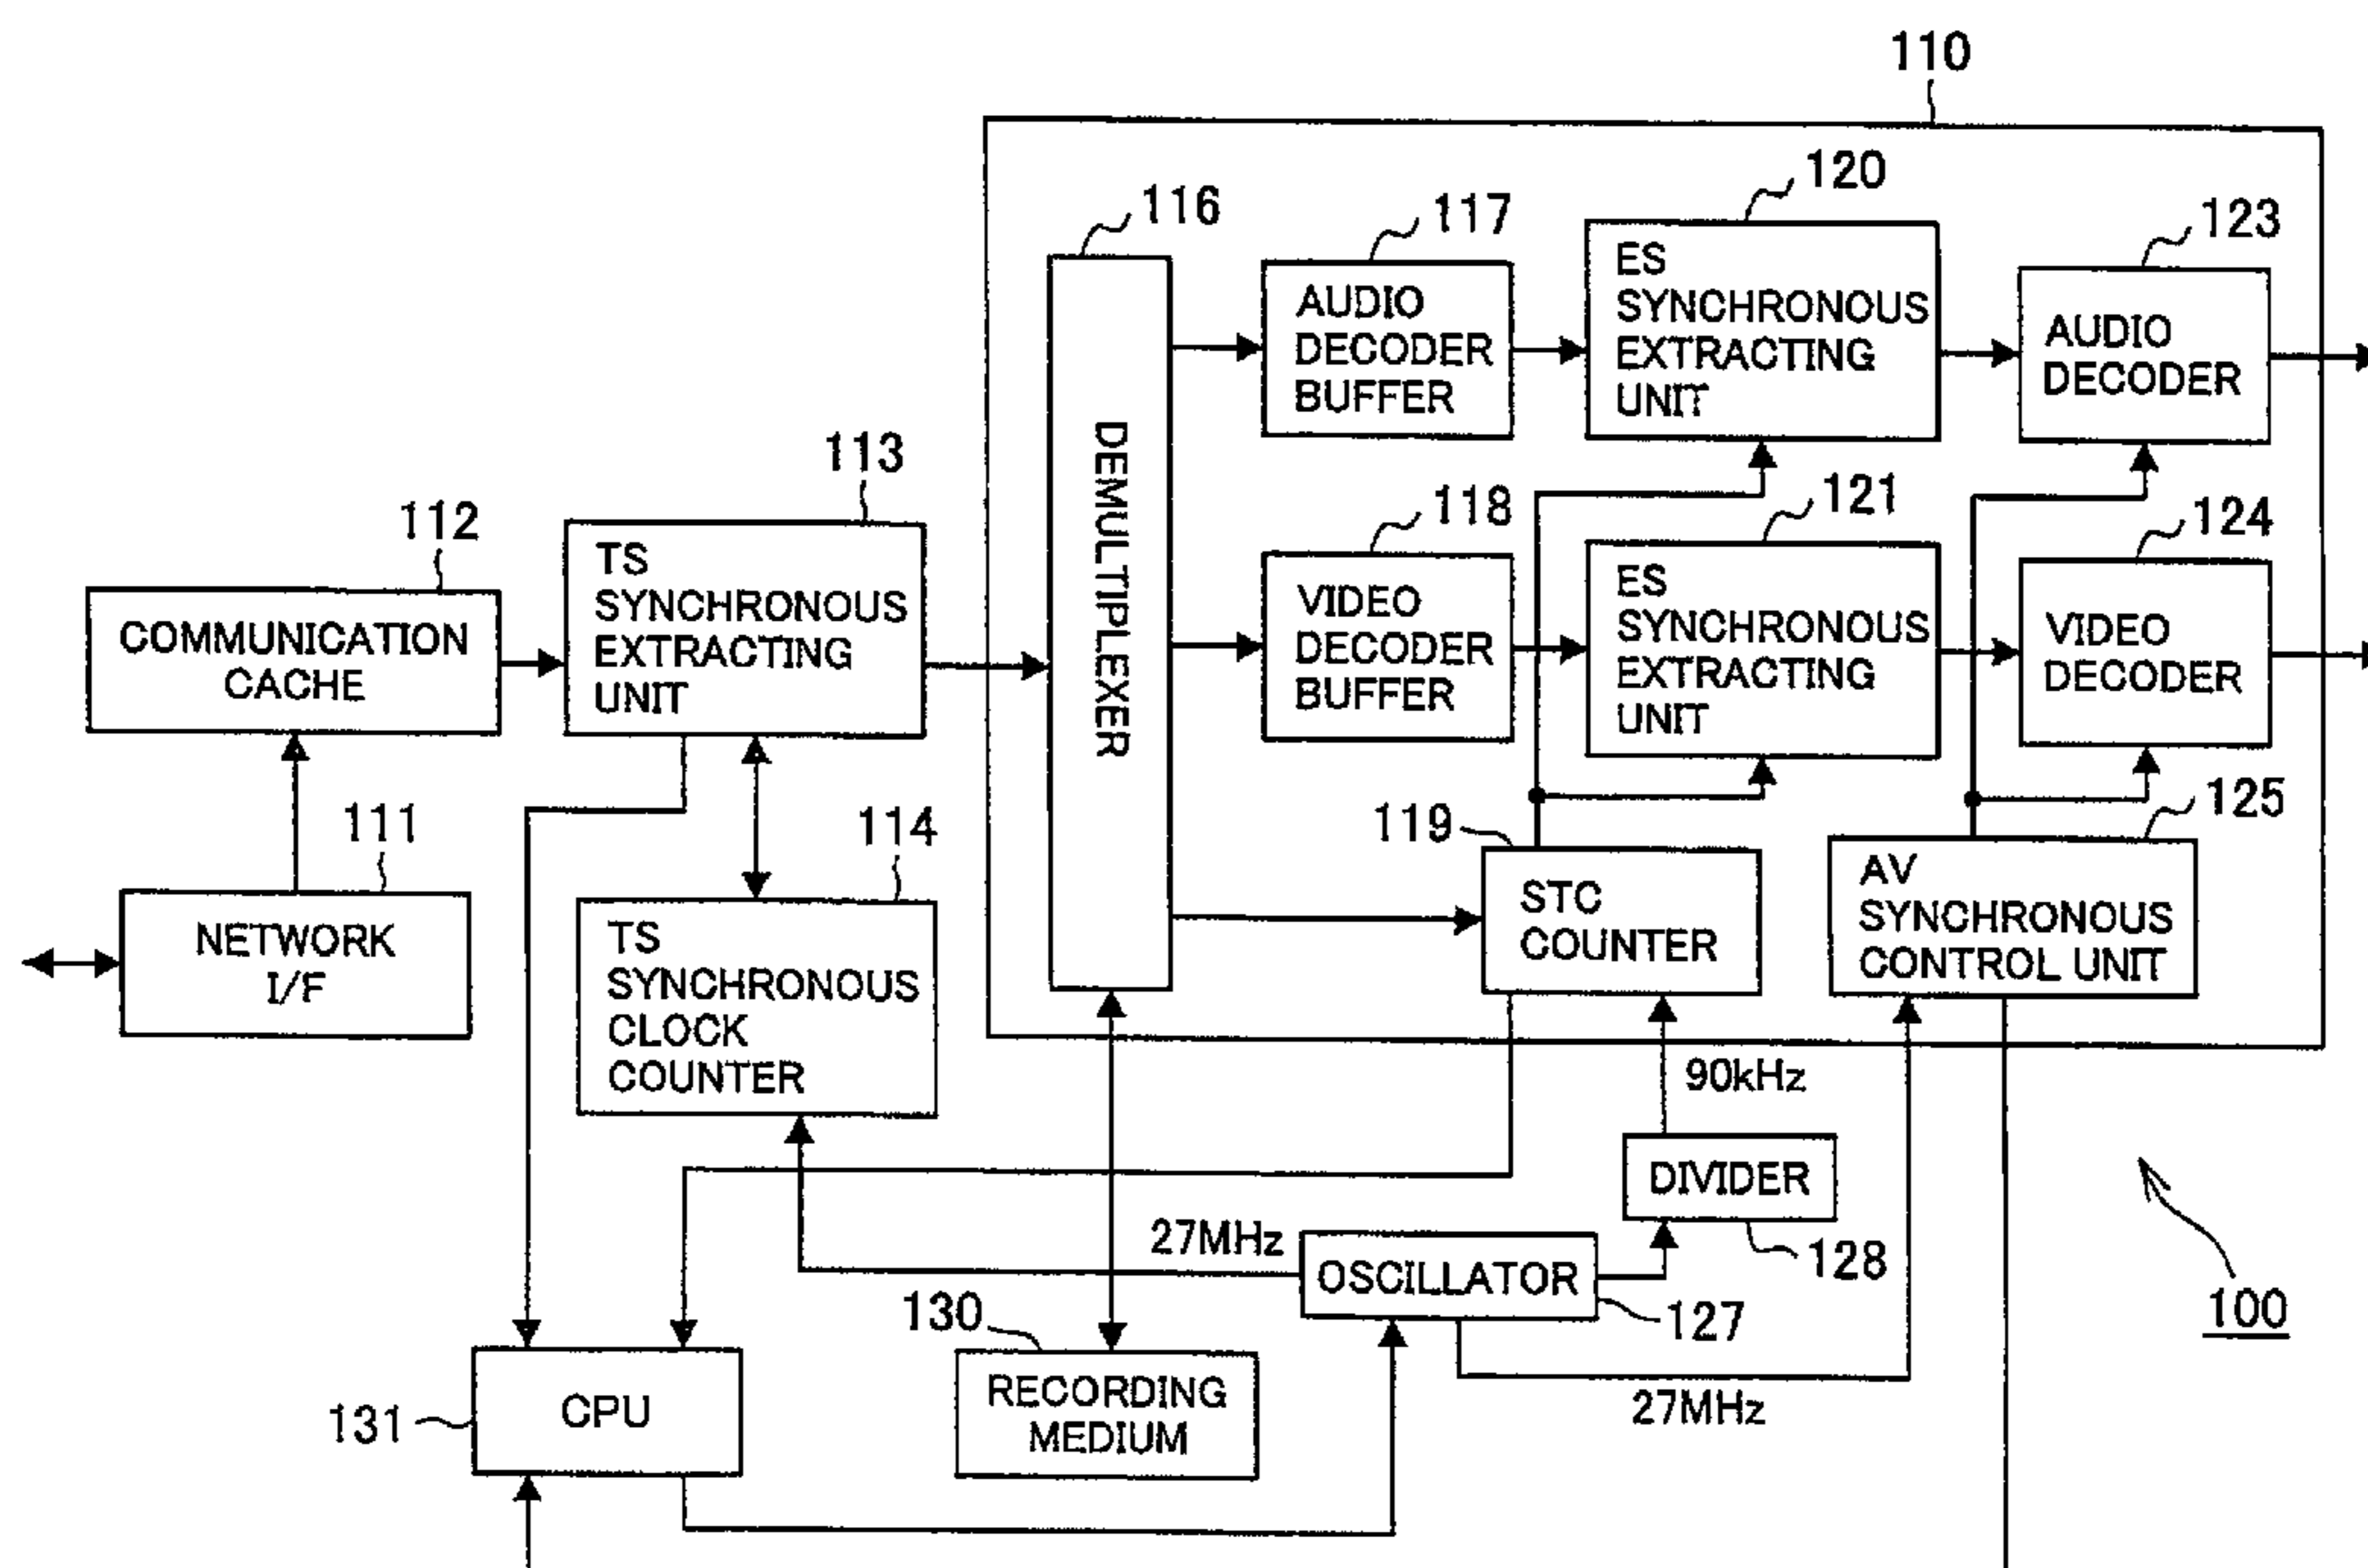 110
120
116
117
123
ES
SYNCHRONOUS
EXTRACTING
UNIT
AUDIO
DECODER
BUFFER
AUDIO
DECODER
113
DEMULTIPLEXER
112
118
121
124
TS
SYNCHRONOUS
EXTRACTING
UNIT
ES
SYNCHRONOUS
EXTRACTING
UNIT
VIDEO
DECODER
BUFFER
VIDEO
DECODER
COMMUNICATION
CACHE
111
114
119
125
NETWORK
I/F
TS
SYNCHRONOUS
CLOCK
COUNTER
STC
COUNTER
AV
SYNCHRONOUS
CONTROL UNIT
90kHz
DIVIDER
128
27MHz
OSCILLATOR
127
100
130
RECORDING
MEDIUM
27MHz
CPU
131